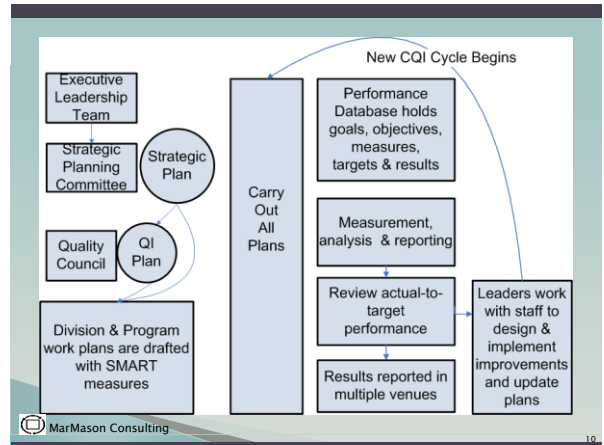 New CQI Cycle Begins
Executive
Leadership
Team
Strategic
Planning
Committee
Strategic
Plan
Quality
Council
QI
Plan
Division & Program
work plans are drafted
with SMART
measures
Carry
Out
All
Plans
Performance
Database holds
goals, objectives,
measures,
targets & results
Measurement,
analysis & reporting
Review actual-to-
target
performance
Results reported in
multiple venues
Leaders work
with staff to
design &
implement
improvements
and update
plans
MarMason Consulting
10